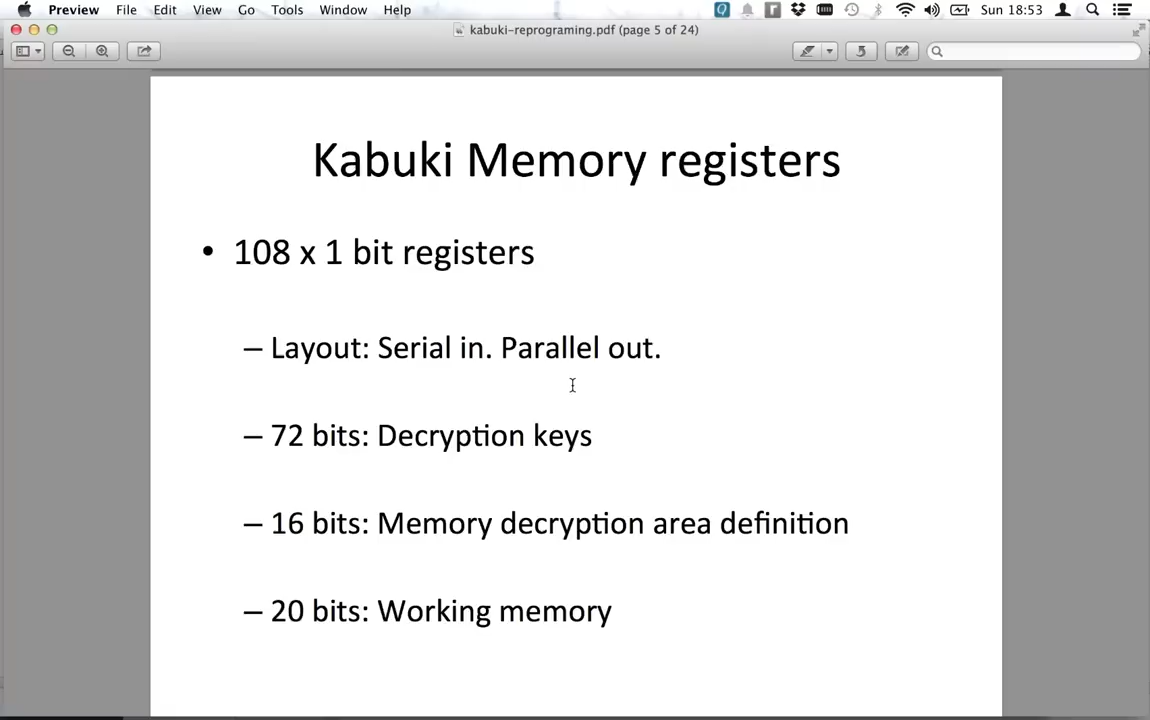 Preview File Edit View Go Tools Window Help Sun 18:53
kabuki-reprograming.pdf (page 5 of 24)
Kabuki Memory registers
• 108 x 1 bit registers
– Layout: Serial in. Parallel out.
– 72 bits: Decryption keys
– 16 bits: Memory decryption area definition
– 20 bits: Working memory